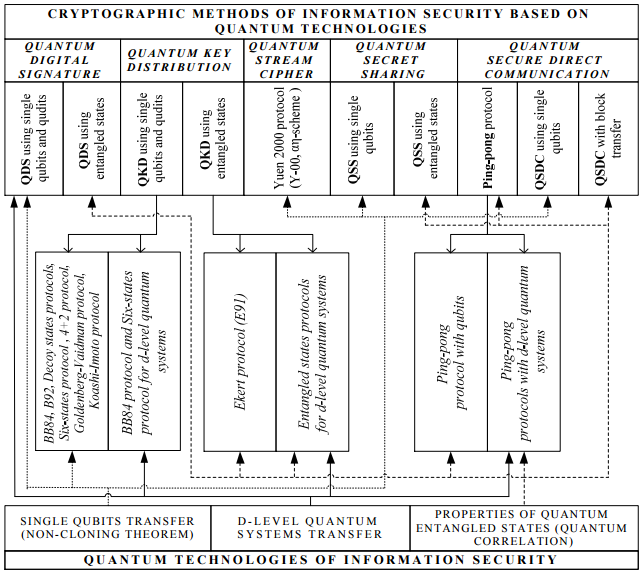 CRYPTOGRAPHIC METHODS OF INFORMATION SECURITY BASED ON
QUANTUM TECHNOLOGIES
QUANTUM
DIGITAL
SIGNATURE
QUANTUM KEY
DISTRIBUTION
QUANTUM
STREAM
CIPHER
QUANTUM
SECRET
SHARING
QUANTUM
SECURE DIRECT
COMMUNICATION
QDS using single
qubits and qudits
QDS using
entangled states
QKD using single
qubits and qudits
QKD using
entangled states
Yuen 2000 protocol
(Y-00, αη-scheme )
QSS using single
qubits
QSS using
entangled states
Ping-pong protocol
QSDC using single
qubits
QSDC with block
transfer
BB84, B92, Decoy states protocols,
Six-states protocol , 4+2 protocol,
Goldenberg-Vaidman protocol,
Koashi-Imoto protocol
BB84 protocol and Six-states
protocol for d-level quantum
systems
Ekert protocol (E91)
Entangled states protocols
for d-level quantum systems
Ping-pong
protocol with qubits
Ping-pong
protocols with d-level quantum
systems
SINGLE QUBITS TRANSFER
(NON-CLONING THEOREM)
D-LEVEL QUANTUM
SYSTEMS TRANSFER
PROPERTIES OF QUANTUM
ENTANGLED STATES (QUANTUM
CORRELATION)
QUANTUM TECHNOLOGIES OF INFORMATION SECURITY